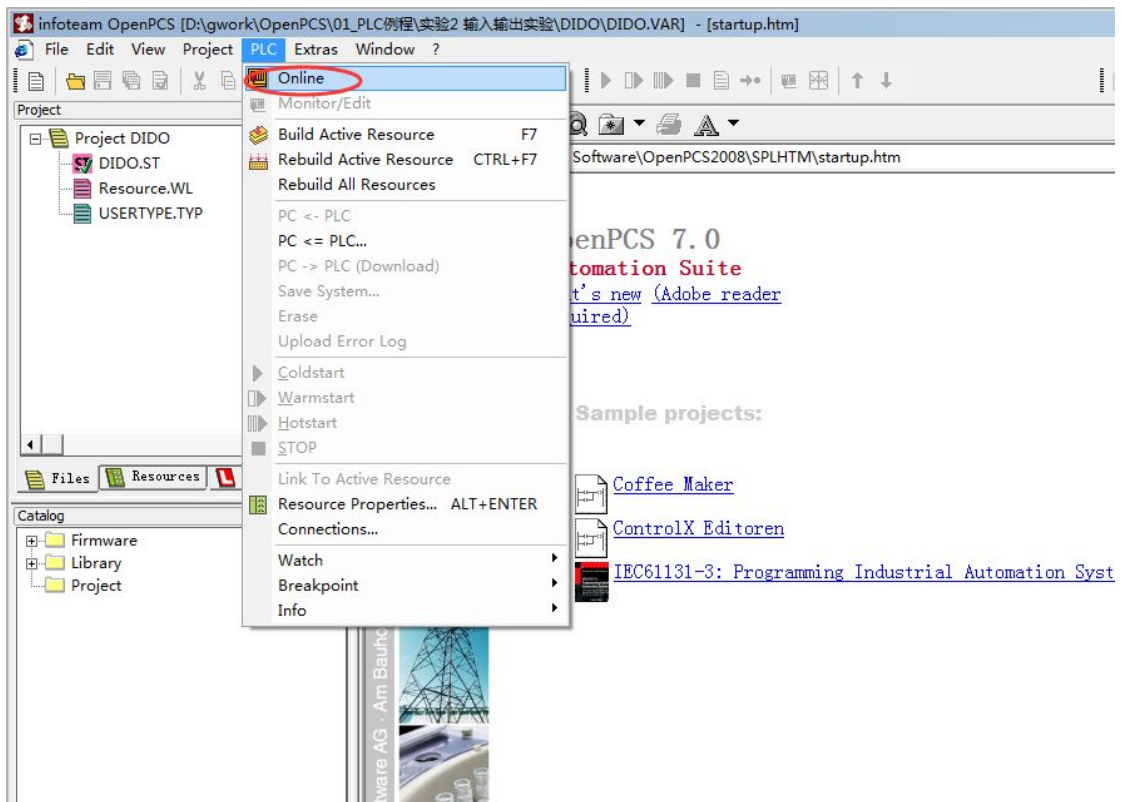 infoteam OpenPCS [D:\gwork\OpenPCS\01_PLC例程\实验2 输入输出实验\DIDO\DIDO.VAR] - [startup.htm]
File Edit View Project PLC Extras Window ?
Online
Monitor/Edit
Build Active Resource F7
Rebuild Active Resource CTRL+F7
Rebuild All Resources
PC <- PLC
PC <= PLC...
PC -> PLC (Download)
Save System...
Erase
Upload Error Log
Coldstart
Warmstart
Hotstart
STOP
Link To Active Resource
Resource Properties... ALT+ENTER
Connections...
Watch
Breakpoint
Info
Project
Project DIDO
DIDO.ST
Resource.WL
USERTYPE.TYP
Files Resources
Catalog
Firmware
Library
Project
Software\OpenPCS2008\SPLHTM\startup.htm
enPCS 7.0
tomation Suite
t's new (Adobe reader
uired)
Sample projects:
Coffee Maker
ControlX Editoren
IEC61131-3: Programming Industrial Automation Syst
tware AG · Am Bauho